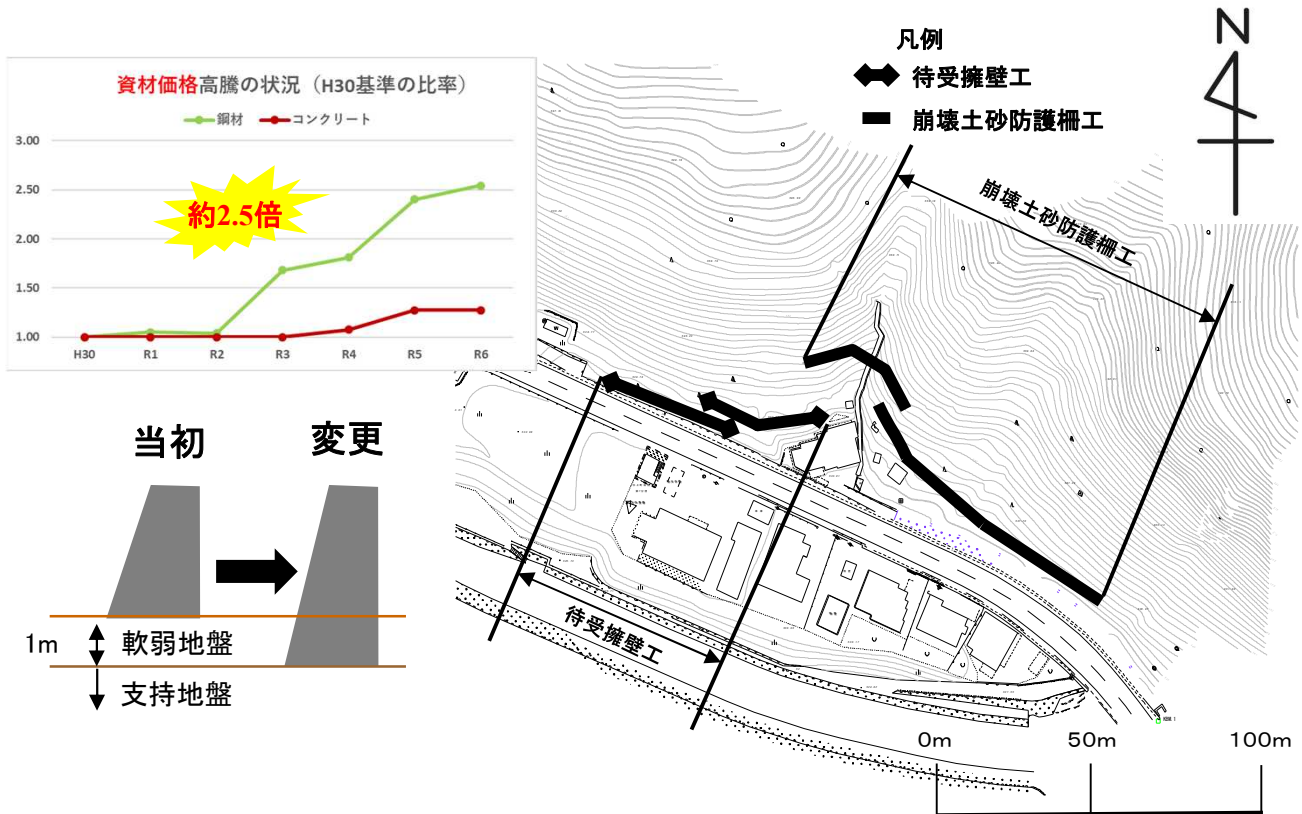 資材価格高騰の状況（H30基準の比率）
鋼材
コンクリート
3.00
2.50
2.00
1.50
1.00
約2.5倍
H30
R1
R2
R3
R4
R5
R6
凡例
待受擁壁工
崩壊土砂防護柵工
N
崩壊土砂防護柵工
当初
変更
1m
軟弱地盤
支持地盤
待受擁壁工
0m
50m
100m